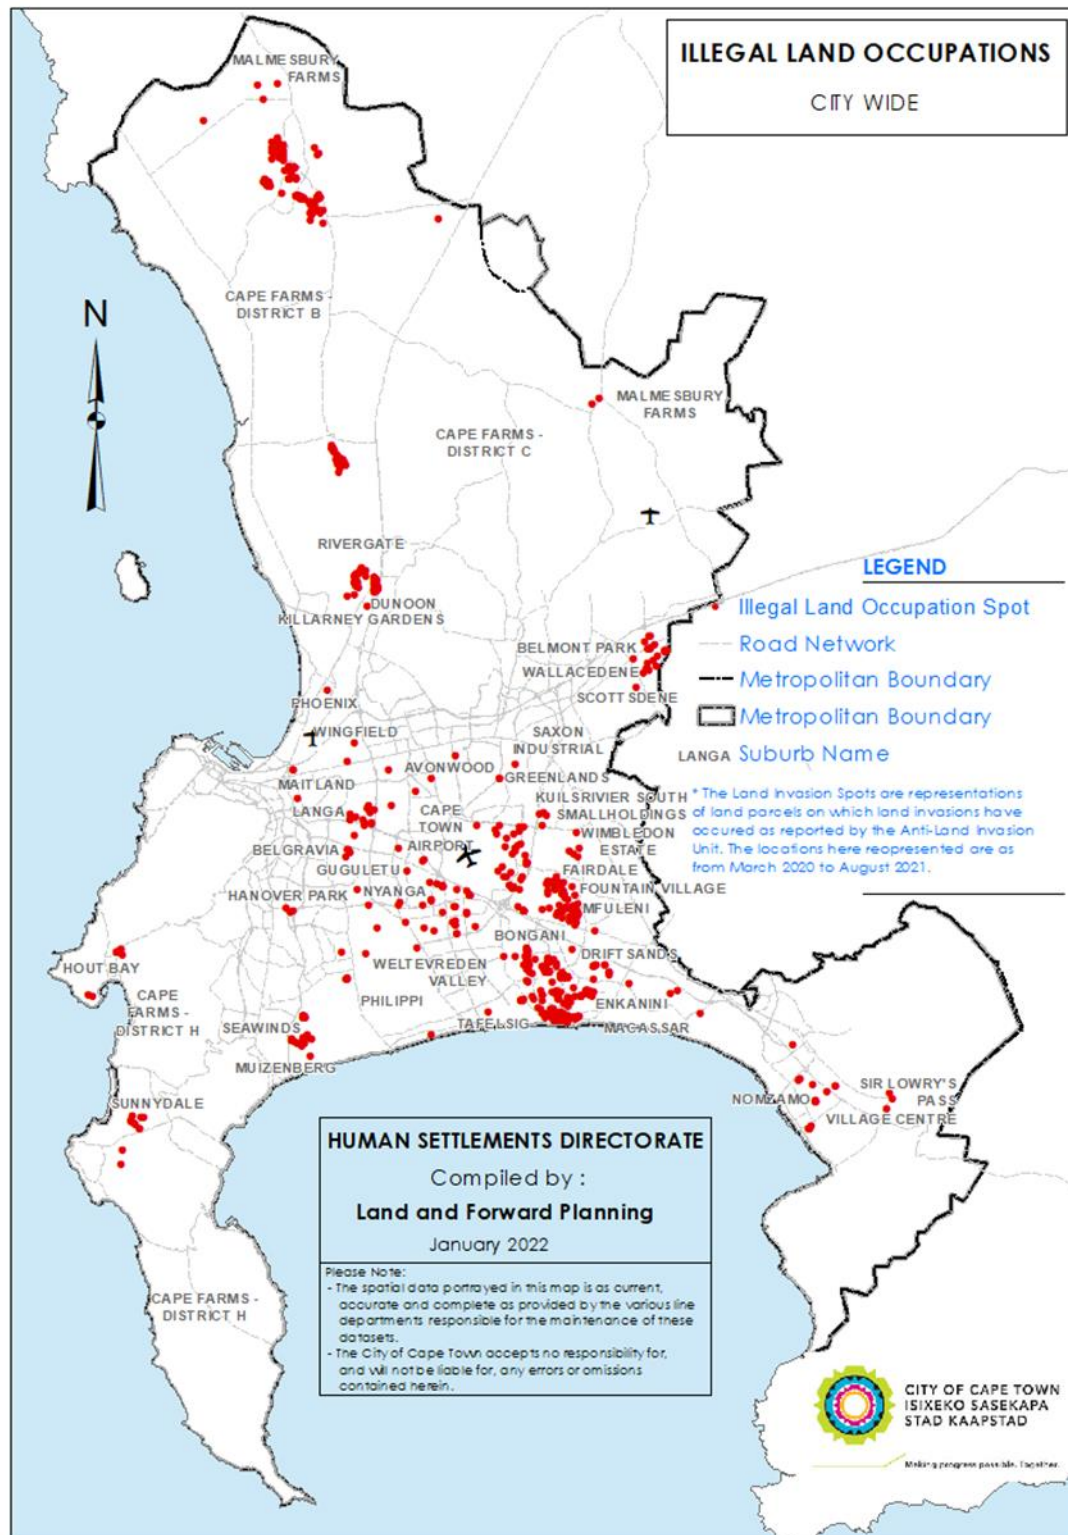 ILLEGAL LAND OCCUPATIONS
CITY WIDE
MALMESBURY
FARMS
CAPE FARMS -
DISTRICT B
N
MALMESBURY
FARMS
CAPE FARMS -
DISTRICT C
RIVERGATE
DUNOON
KILLARNEY GARDENS
LEGEND
Illegal Land Occupation Spot
Road Network
Metropolitan Boundary
Metropolitan Boundary
LANGA Suburb Name
* The Land Invasion Spots are representations
of land parcels on which land invasions have
occured as reported by the Anti-Land Invasion
Unit. The locations here reopresented are as
from March 2020 to August 2021.
BELMONT PARK
WALLACEDENE
SCOTTSDENE
PHOENIX
WINGFIELD
SAXON
INDUSTRIAL
AVONWOOD
GREENLANDS
MAITLAND
KUILSRIVIER SOUTH
SMALLHOLDINGS
LANGA
CAPE
TOWN
AIRPORT
WIMBLEDON
ESTATE
BELGRAVIA
GUGULETU
FAIRDALE
HANOVER PARK
NYANGA
FOUNTAIN VILLAGE
MFULENI
BONGANI
DRIFTSANDS
HOUT BAY
WELTEVREDEN
VALLEY
CAPE
FARMS -
DISTRICT H
PHILIPPI
ENKANINI
SEAWINDS
TAFELSIG
MACASSAR
MUIZENBERG
SUNNYDALE
NOMZAMO
SIR LOWRY'S
PASS
VILLAGE CENTRE
CAPE FARMS -
DISTRICT H
HUMAN SETTLEMENTS DIRECTORATE
Compiled by :
Land and Forward Planning
January 2022
Please Note:
- The spatial data portrayed in this map is as current,
accurate and complete as provided by the various line
departments responsible for the maintenance of these
datasets.
- The City of Cape Town accepts no responsibility for,
and will not be liable for, any errors or omissions
contained herein.
CITY OF CAPE TOWN
ISIXEKO SASEKAPA
STAD KAAPSTAD
Making progress possible. Together.